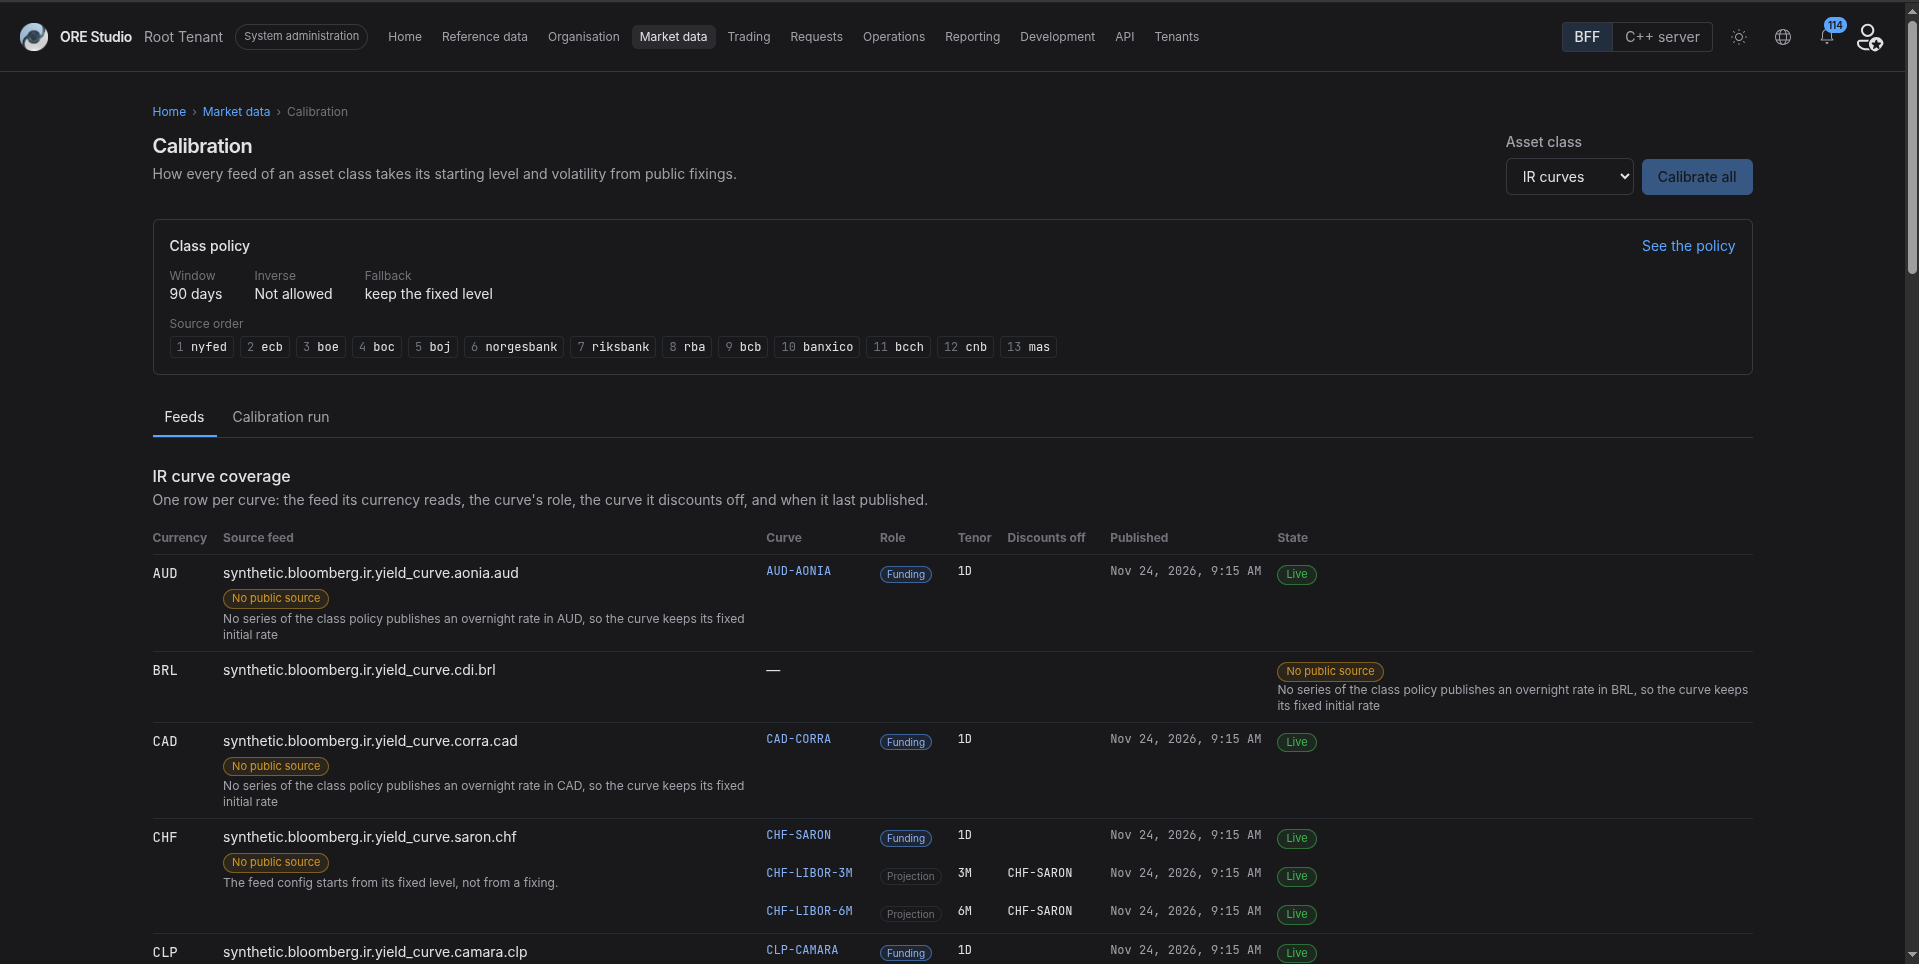 ORE Studio Root Tenant System administration Home Reference data Organisation Market data Trading Requests Operations Reporting Development API Tenants BFF C++ server 114
Home › Market data › Calibration
Calibration
How every feed of an asset class takes its starting level and volatility from public fixings.
Asset class
IR curves Calibrate all
Class policy See the policy
Window Inverse Fallback
90 days Not allowed keep the fixed level
Source order
1 nyfed 2 ecb 3 boe 4 boc 5 boj 6 norgesbank 7 riksbank 8 rba 9 bcb 10 banxico 11 bcch 12 cnb 13 mas
Feeds Calibration run
IR curve coverage
One row per curve: the feed its currency reads, the curve's role, the curve it discounts off, and when it last published.
Currency Source feed Curve Role Tenor Discounts off Published State
AUD synthetic.bloomberg.ir.yield_curve.aonia.aud AUD-AONIA Funding 1D Nov 24, 2026, 9:15 AM Live
No public source
No series of the class policy publishes an overnight rate in AUD, so the curve keeps its fixed
initial rate
BRL synthetic.bloomberg.ir.yield_curve.cdi.brl — No public source
No series of the class policy publishes an overnight rate in BRL, so the curve keeps
its fixed initial rate
CAD synthetic.bloomberg.ir.yield_curve.corra.cad CAD-CORRA Funding 1D Nov 24, 2026, 9:15 AM Live
No public source
No series of the class policy publishes an overnight rate in CAD, so the curve keeps its fixed
initial rate
CHF synthetic.bloomberg.ir.yield_curve.saron.chf CHF-SARON Funding 1D Nov 24, 2026, 9:15 AM Live
No public source
The feed config starts from its fixed level, not from a fixing.
CHF-LIBOR-3M Projection 3M CHF-SARON Nov 24, 2026, 9:15 AM Live
CHF-LIBOR-6M Projection 6M CHF-SARON Nov 24, 2026, 9:15 AM Live
CLP synthetic.bloomberg.ir.yield_curve.camara.clp CLP-CAMARA Funding 1D Nov 24, 2026, 9:15 AM Live